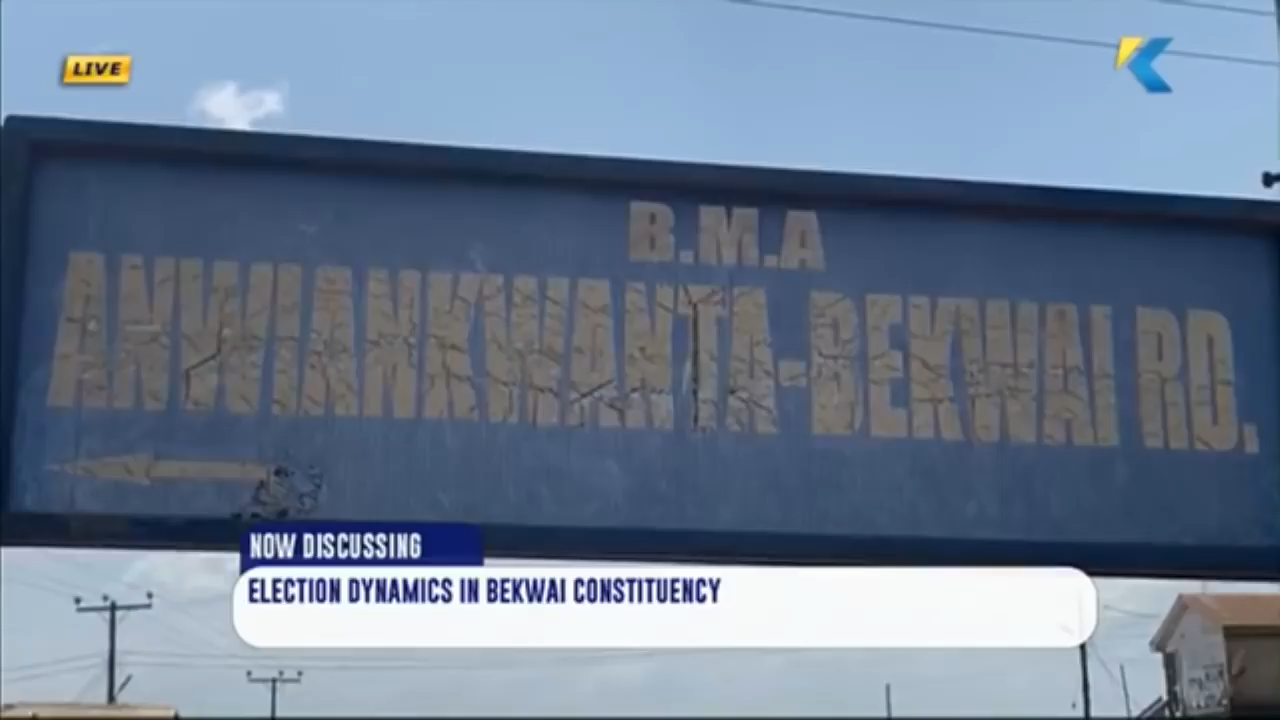 LIVE
B.M.A
ANWIANKWANTA-BEKWAI RD.
NOW DISCUSSING
ELECTION DYNAMICS IN BEKWAI CONSTITUENCY